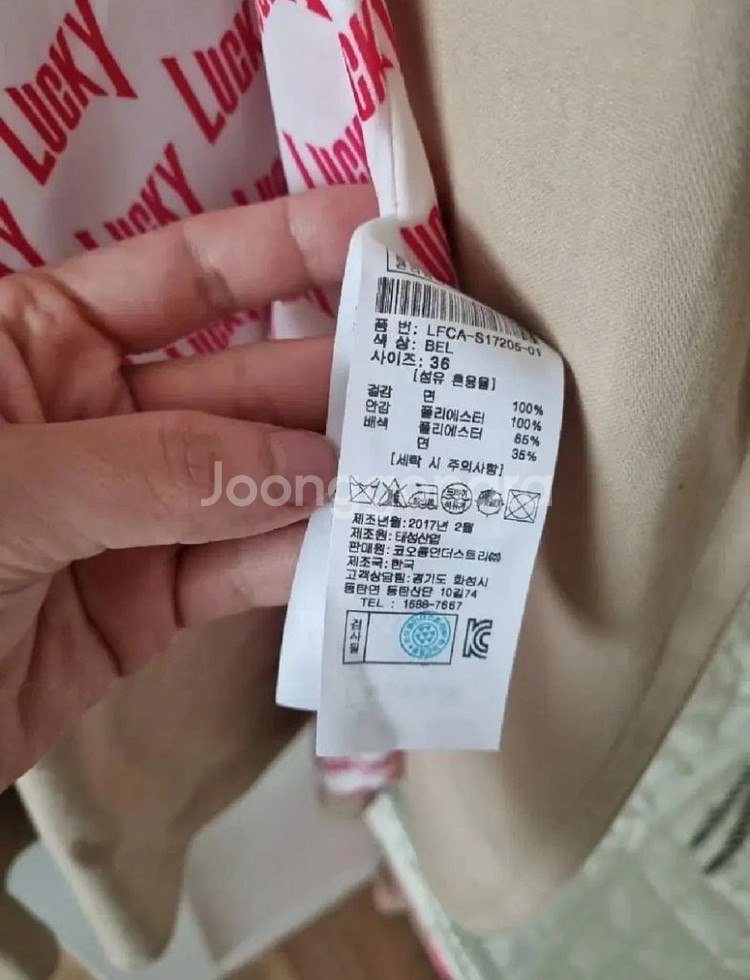 LUCKY
LUCKY
LUCKY
LUCKY
LUCKY
LUCKY
품 번: LFCA-S17205-01
색 상: BEL
사이즈: 36
[섬유 혼용율]
겉감 면 100%
안감 폴리에스터 100%
배색 폴리에스터 65%
면 35%
[세탁 시 주의사항]
Joonggonara
제조년월: 2017년 2월
제조원: 태성산업
판매원: 코오롱인더스트리㈜
제조국: 한국
고객상담팀: 경기도 화성시
동탄면 동탄산단 10길74
TEL : 1588-7667
검사필